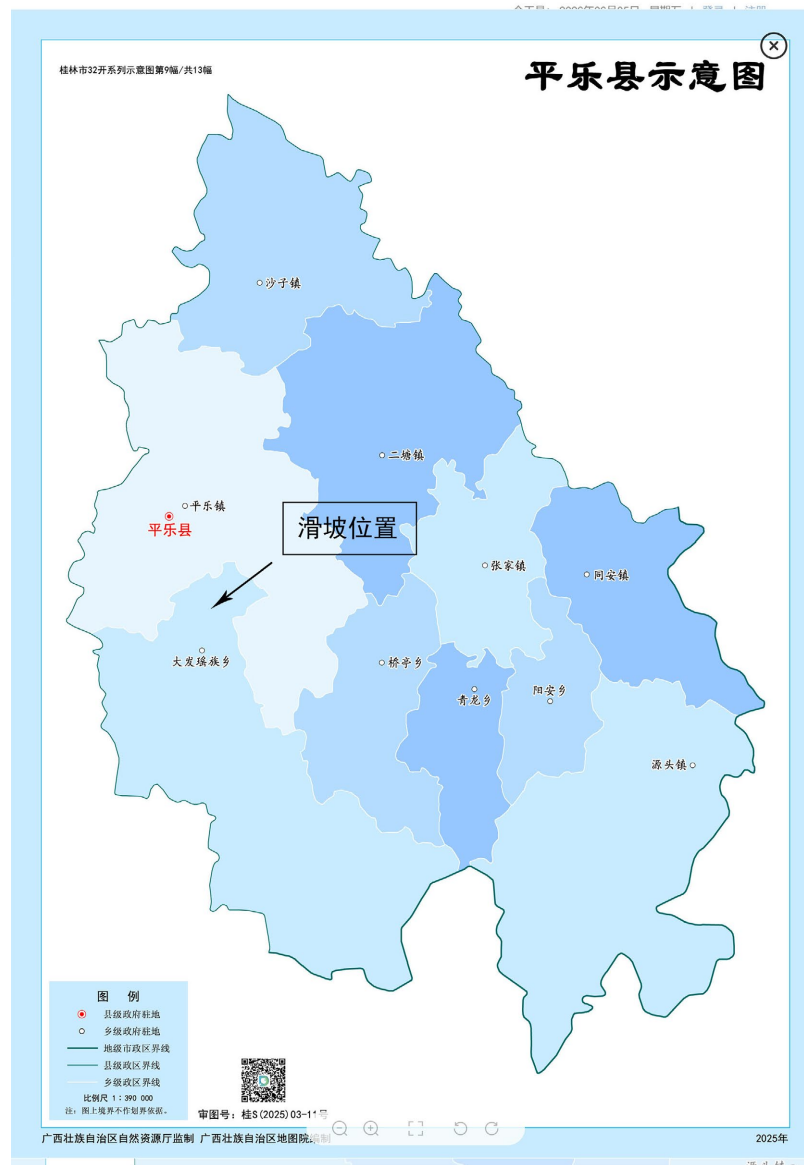 桂林市32开系列示意图第9幅/共13幅
平乐县示意图
沙子镇
二塘镇
平乐镇
平乐县
滑坡位置
张家镇
同安镇
大发瑶族乡
桥亭乡
青龙乡
阳安乡
源头镇
图 例
县级政府驻地
乡级政府驻地
地级市政区界线
县级政区界线
乡级政区界线
比例尺 1:390 000
注:图上境界不作划界依据。
审图号:桂S(2025)03-11号
广西壮族自治区自然资源厅监制 广西壮族自治区地图院编制
2025年